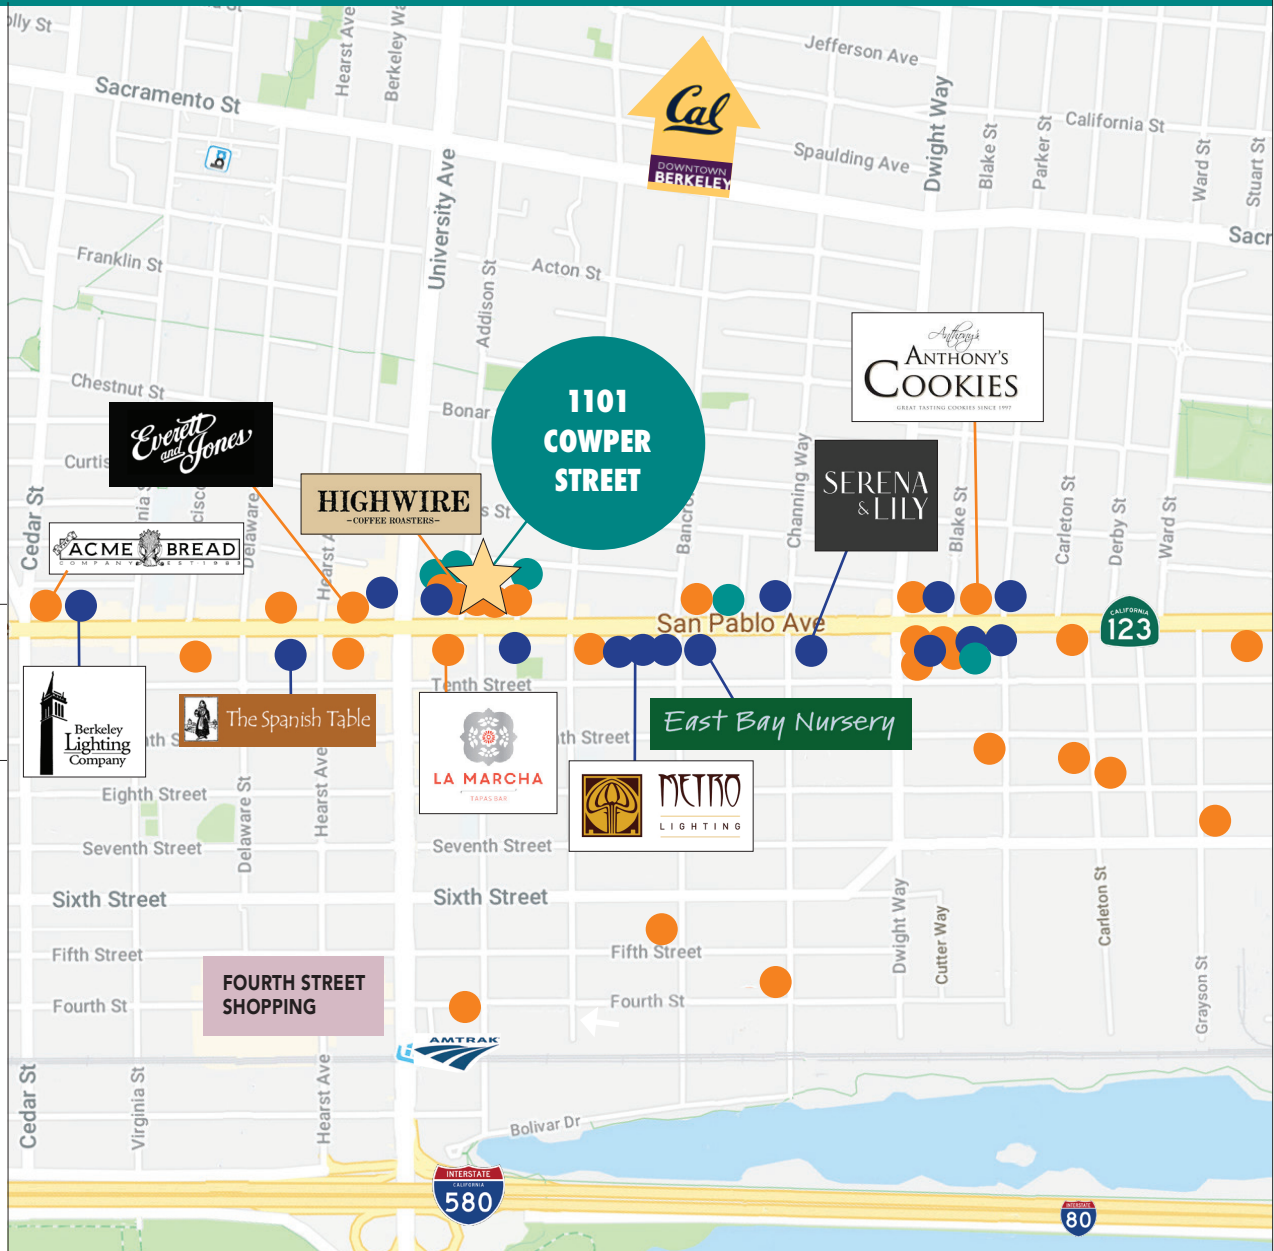 Jefferson Ave
Hearst Ave
Sacramento St
California St
Cal
Dwight Way
Blake St
Parker St
Ward St
Stuart St
Spaulding Ave
DOWNTOWN
BERKELEY
University Ave
Franklin St
Acton St
Addison St
Anthony's
ANTHONY'S
COOKIES
GREAT TASTING COOKIES SINCE 1997
Chestnut St
1101
COWPER
STREET
Bonar
Everett
and Jones
Curtis
Channing Way
SERENA
& LILY
HIGHWIRE
-COFFEE ROASTERS-
Cedar St
Delaware
Blake St
Carleton St
Derby St
Ward St
ACME BREAD
COMPANY EST. 1983
San Pablo Ave
CALIFORNIA
123
Tenth Street
The Spanish Table
East Bay Nursery
Berkeley
Lighting
Company
LA MARCHA
TAPAS BAR
METRO
LIGHTING
Eighth Street
Delaware St
Hearst Ave
Seventh Street
Seventh Street
Sixth Street
Sixth Street
Dwight Way
Cutter Way
Carleton St
Fifth Street
Fifth Street
FOURTH STREET
SHOPPING
Fourth St
Fourth St
Grayson St
AMTRAK
Cedar St
Virginia St
Hearst Ave
Bolivar Dr
INTERSTATE
CALIFORNIA
580
INTERSTATE
80